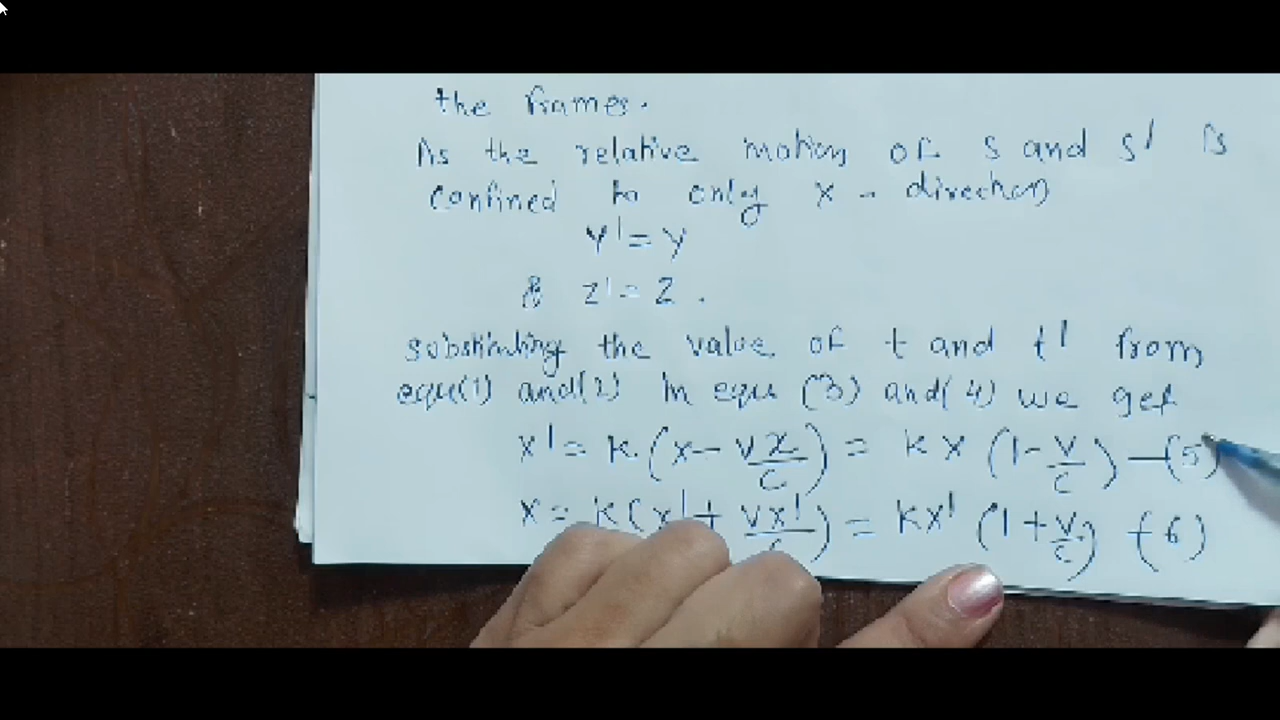 the frames.
As the relative motion of S and S' is
confined to only x - direction
Y' = Y
& Z' = Z.
substituting the value of t and t' from
equ(1) and(2) in equ (3) and(4) we get
x' = k(x - vx/c) = kx (1 - v/c) —(5)
x = k(x' + vx'/c) = kx' (1 + v/c) —(6)